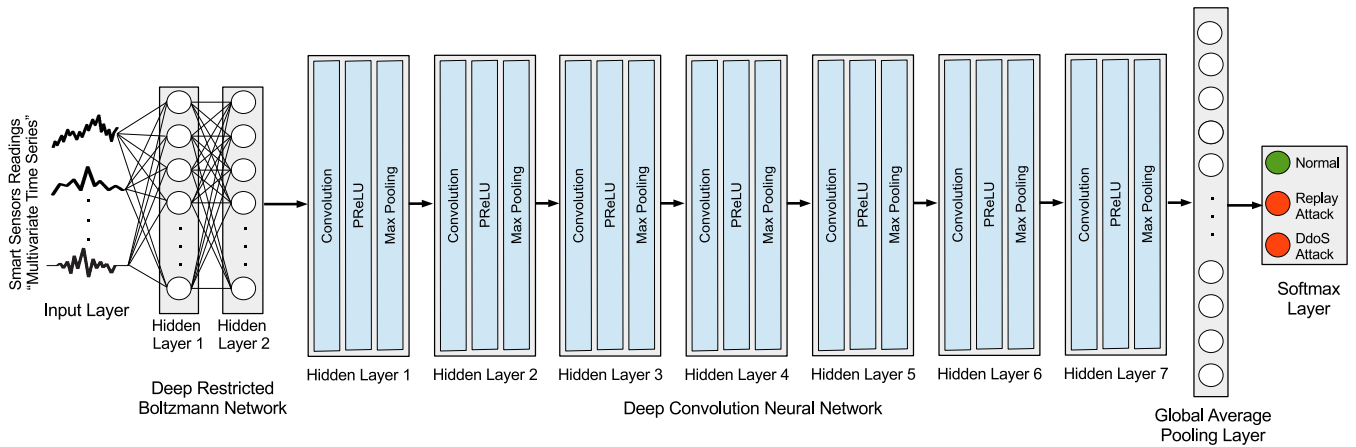 Smart Sensors Readings
“Multivariate Time Series”
Input Layer
Hidden
Layer 1
Hidden
Layer 2
Deep Restricted
Boltzmann Network
Convolution
PReLU
Max Pooling
Hidden Layer 1
Convolution
PReLU
Max Pooling
Hidden Layer 2
Convolution
PReLU
Max Pooling
Hidden Layer 3
Convolution
PReLU
Max Pooling
Hidden Layer 4
Convolution
PReLU
Max Pooling
Hidden Layer 5
Convolution
PReLU
Max Pooling
Hidden Layer 6
Convolution
PReLU
Max Pooling
Hidden Layer 7
Deep Convolution Neural Network
Global Average
Pooling Layer
Normal
Replay
Attack
DdoS
Attack
Softmax
Layer